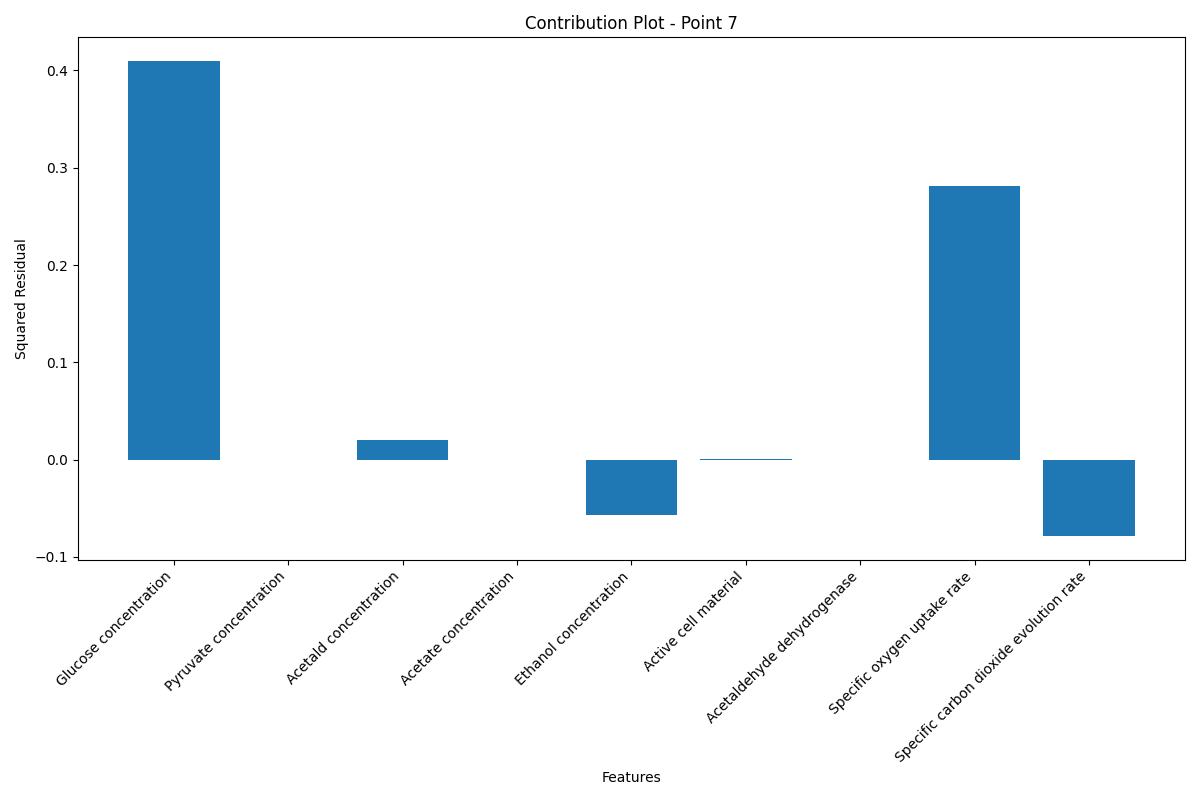 Contribution Plot - Point 7
Squared Residual
0.4
0.3
0.2
0.1
0.0
−0.1
Glucose concentration
Pyruvate concentration
Acetald concentration
Acetate concentration
Ethanol concentration
Active cell material
Acetaldehyde dehydrogenase
Specific oxygen uptake rate
Specific carbon dioxide evolution rate
Features